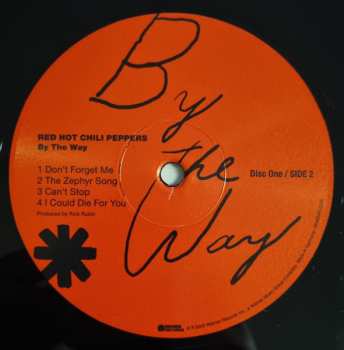 By
the
Way
RED HOT CHILI PEPPERS
By The Way
1 Don't Forget Me
2 The Zephyr Song
3 Can't Stop
4 I Could Die For You
Produced by Rick Rubin
Disc One / SIDE 2